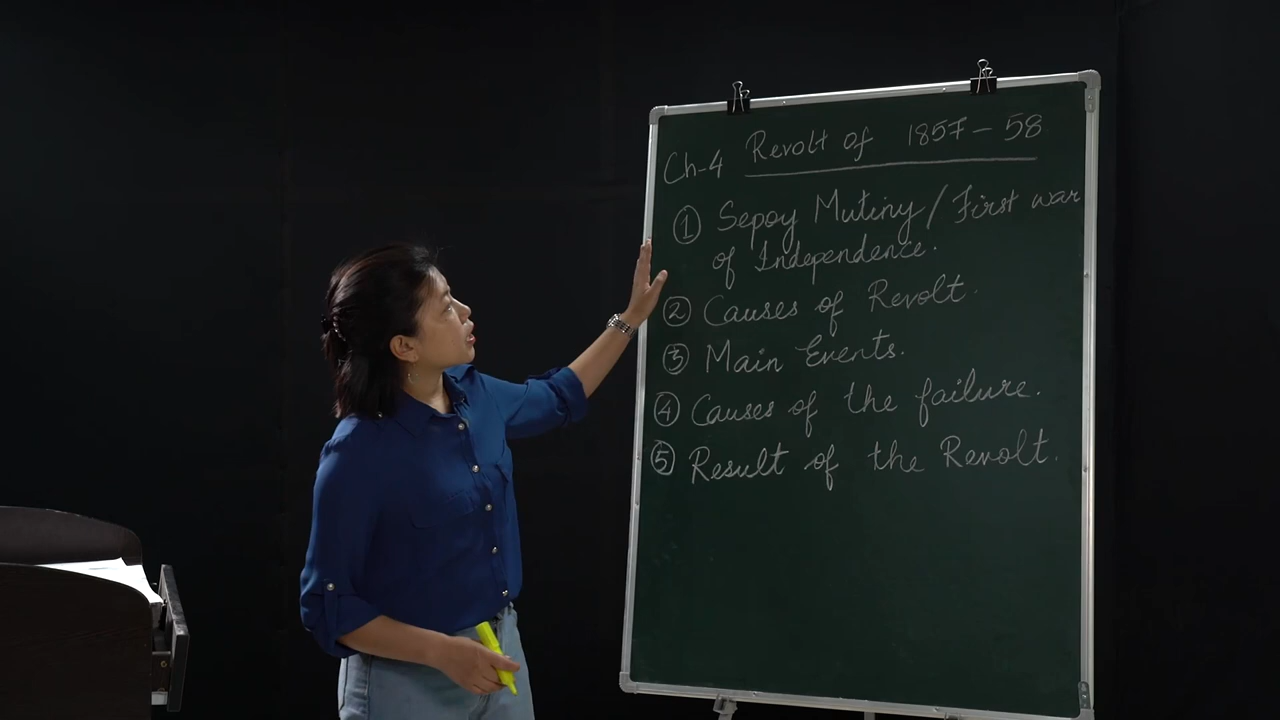 Ch-4 Revolt of 1857-58
① Sepoy Mutiny/First war
of Independence.
② Causes of Revolt.
③ Main Events.
④ Causes of the failure.
⑤ Result of the Revolt.